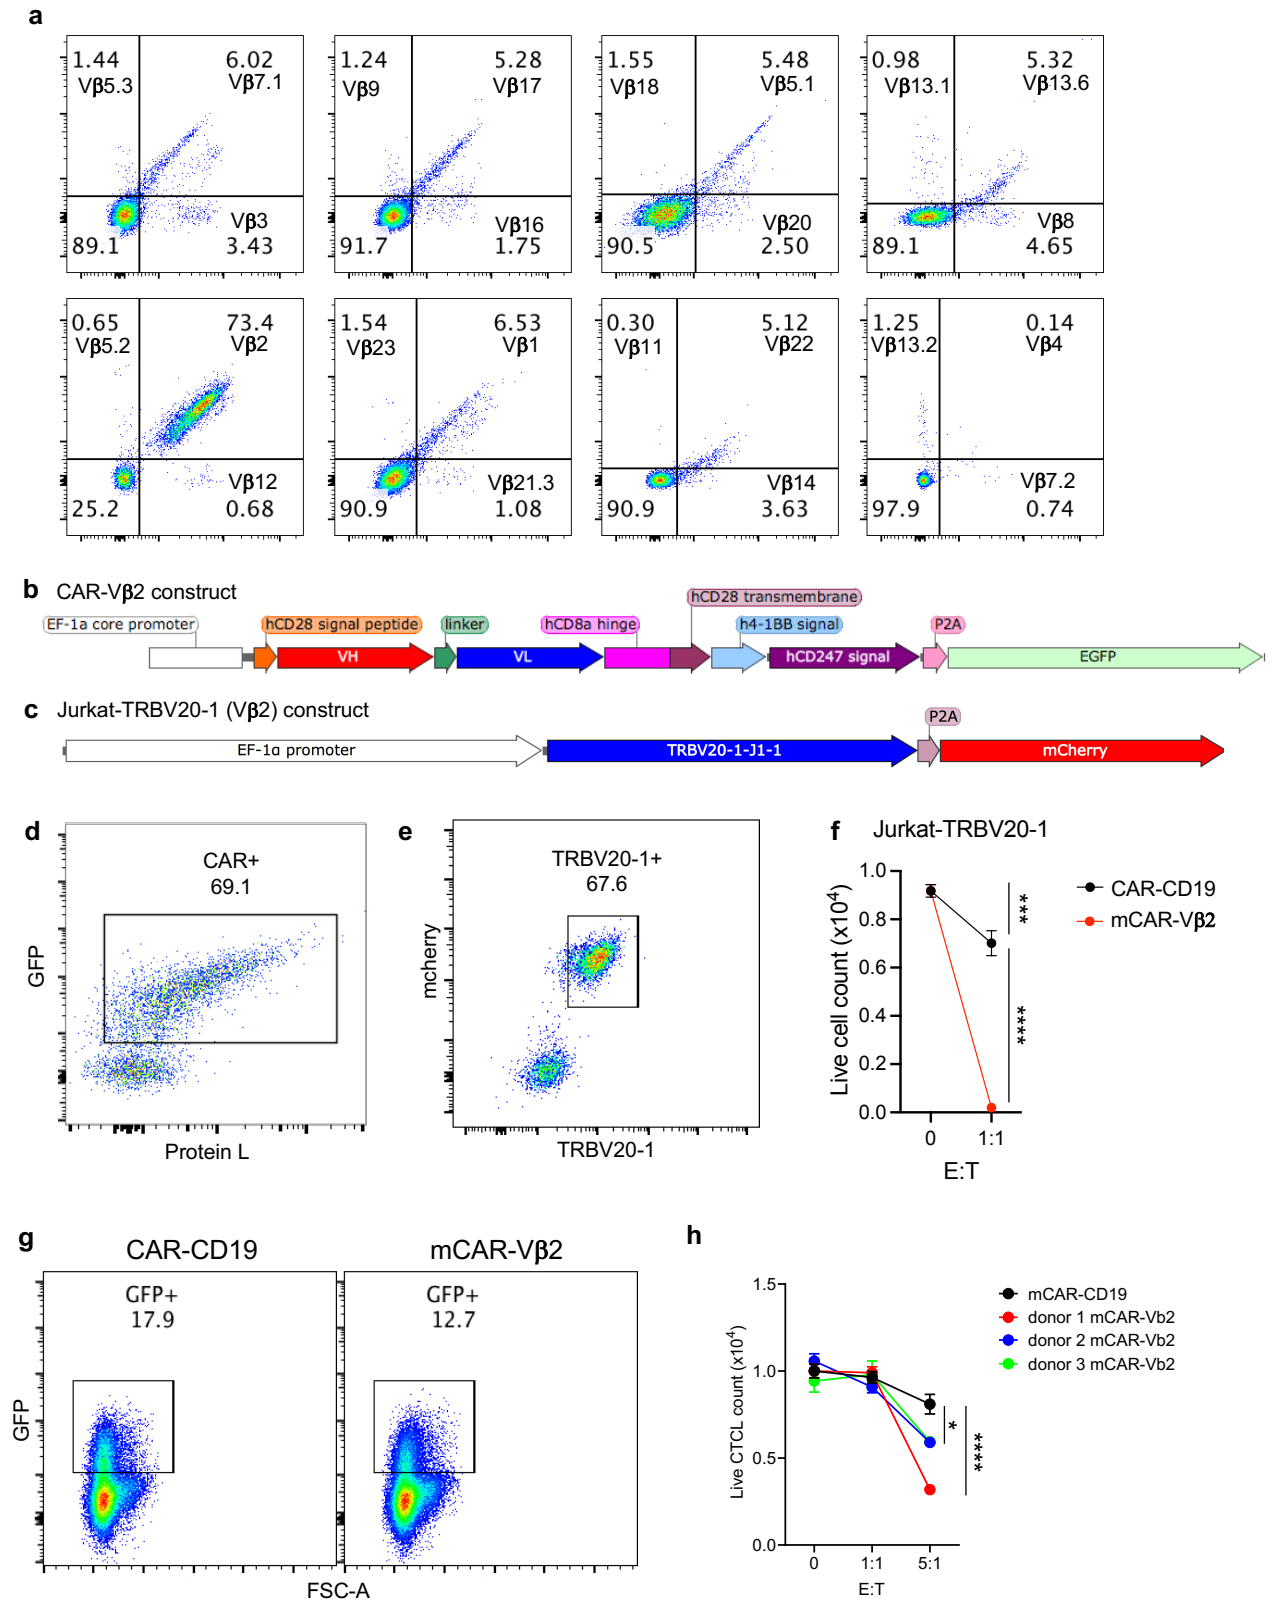 a
1.44 6.02 1.24 5.28 1.55 5.48 0.98 5.32
Vβ5.3 Vβ7.1 Vβ9 Vβ17 Vβ18 Vβ5.1 Vβ13.1 Vβ13.6
Vβ3 Vβ16 Vβ20 Vβ8
89.1 3.43 91.7 1.75 90.5 2.50 89.1 4.65
0.65 73.4 1.54 6.53 0.30 5.12 1.25 0.14
Vβ5.2 Vβ2 Vβ23 Vβ1 Vβ11 Vβ22 Vβ13.2 Vβ4
Vβ12 Vβ21.3 Vβ14 Vβ7.2
25.2 0.68 90.9 1.08 90.9 3.63 97.9 0.74
b CAR-Vβ2 construct
hCD28 transmembrane
EF-1a core promoter hCD28 signal peptide linker hCD8a hinge h4-1BB signal P2A
VH VL hCD247 signal EGFP
c Jurkat-TRBV20-1 (Vβ2) construct
P2A
EF-1α promoter TRBV20-1-J1-1 mCherry
d
CAR+
69.1
GFP
Protein L
e
TRBV20-1+
67.6
mcherry
TRBV20-1
f Jurkat-TRBV20-1
CAR-CD19
mCAR-Vβ2
Live cell count (x10⁴)
1.0
0.8
0.6
0.4
0.2
0.0
***
****
0 1:1
E:T
g
CAR-CD19 mCAR-Vβ2
GFP+ GFP+
17.9 12.7
GFP
FSC-A
h
mCAR-CD19
donor 1 mCAR-Vb2
donor 2 mCAR-Vb2
donor 3 mCAR-Vb2
Live CTCL count (x10⁴)
1.5
1.0
0.5
0.0
*
****
0 1:1 5:1
E:T